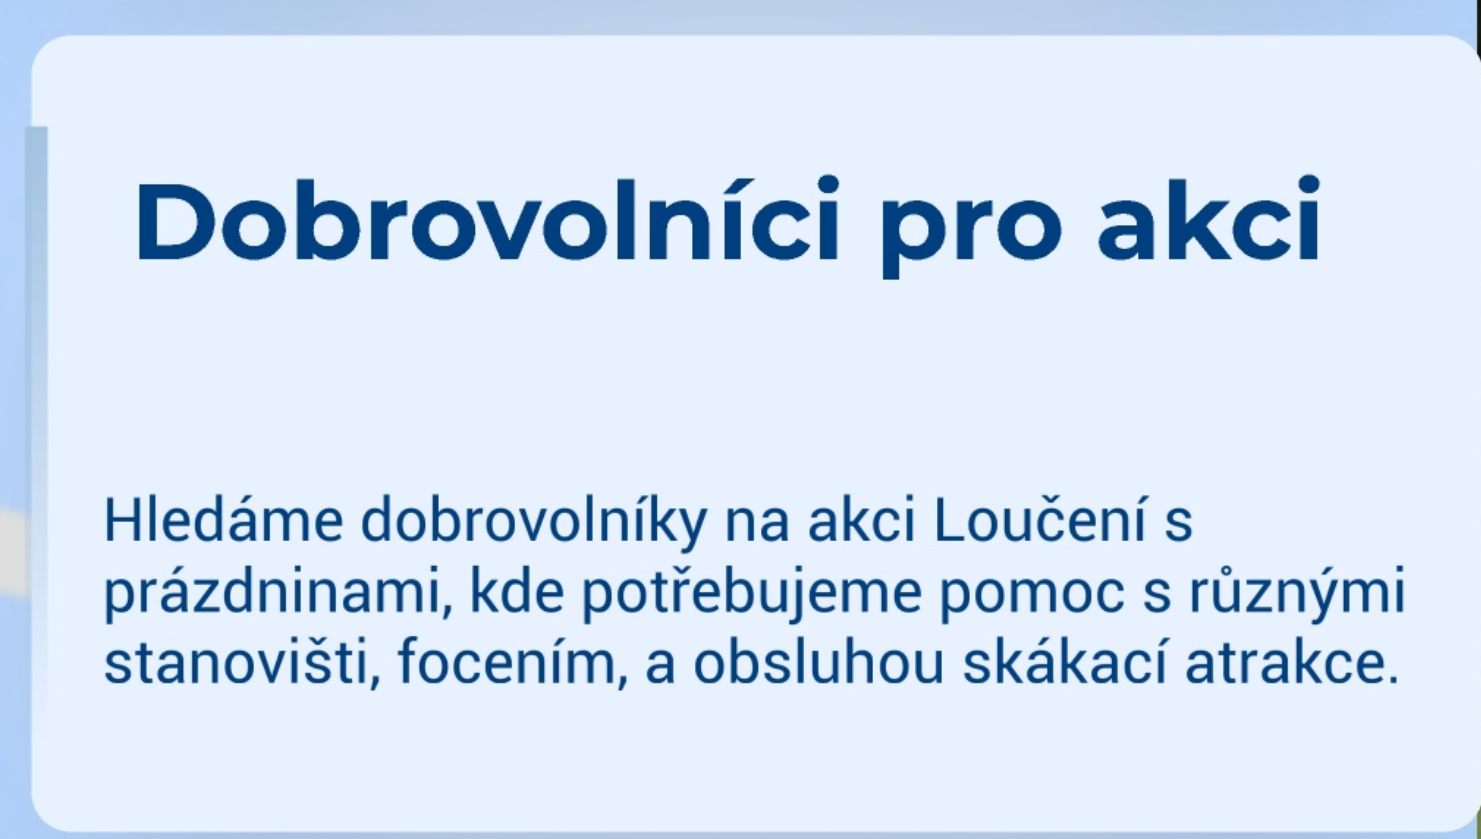 Dobrovolníci pro akci
Hledáme dobrovolníky na akci Loučení s
prázdninami, kde potřebujeme pomoc s různými
stanovišti, focením, a obsluhou skákací atrakce.